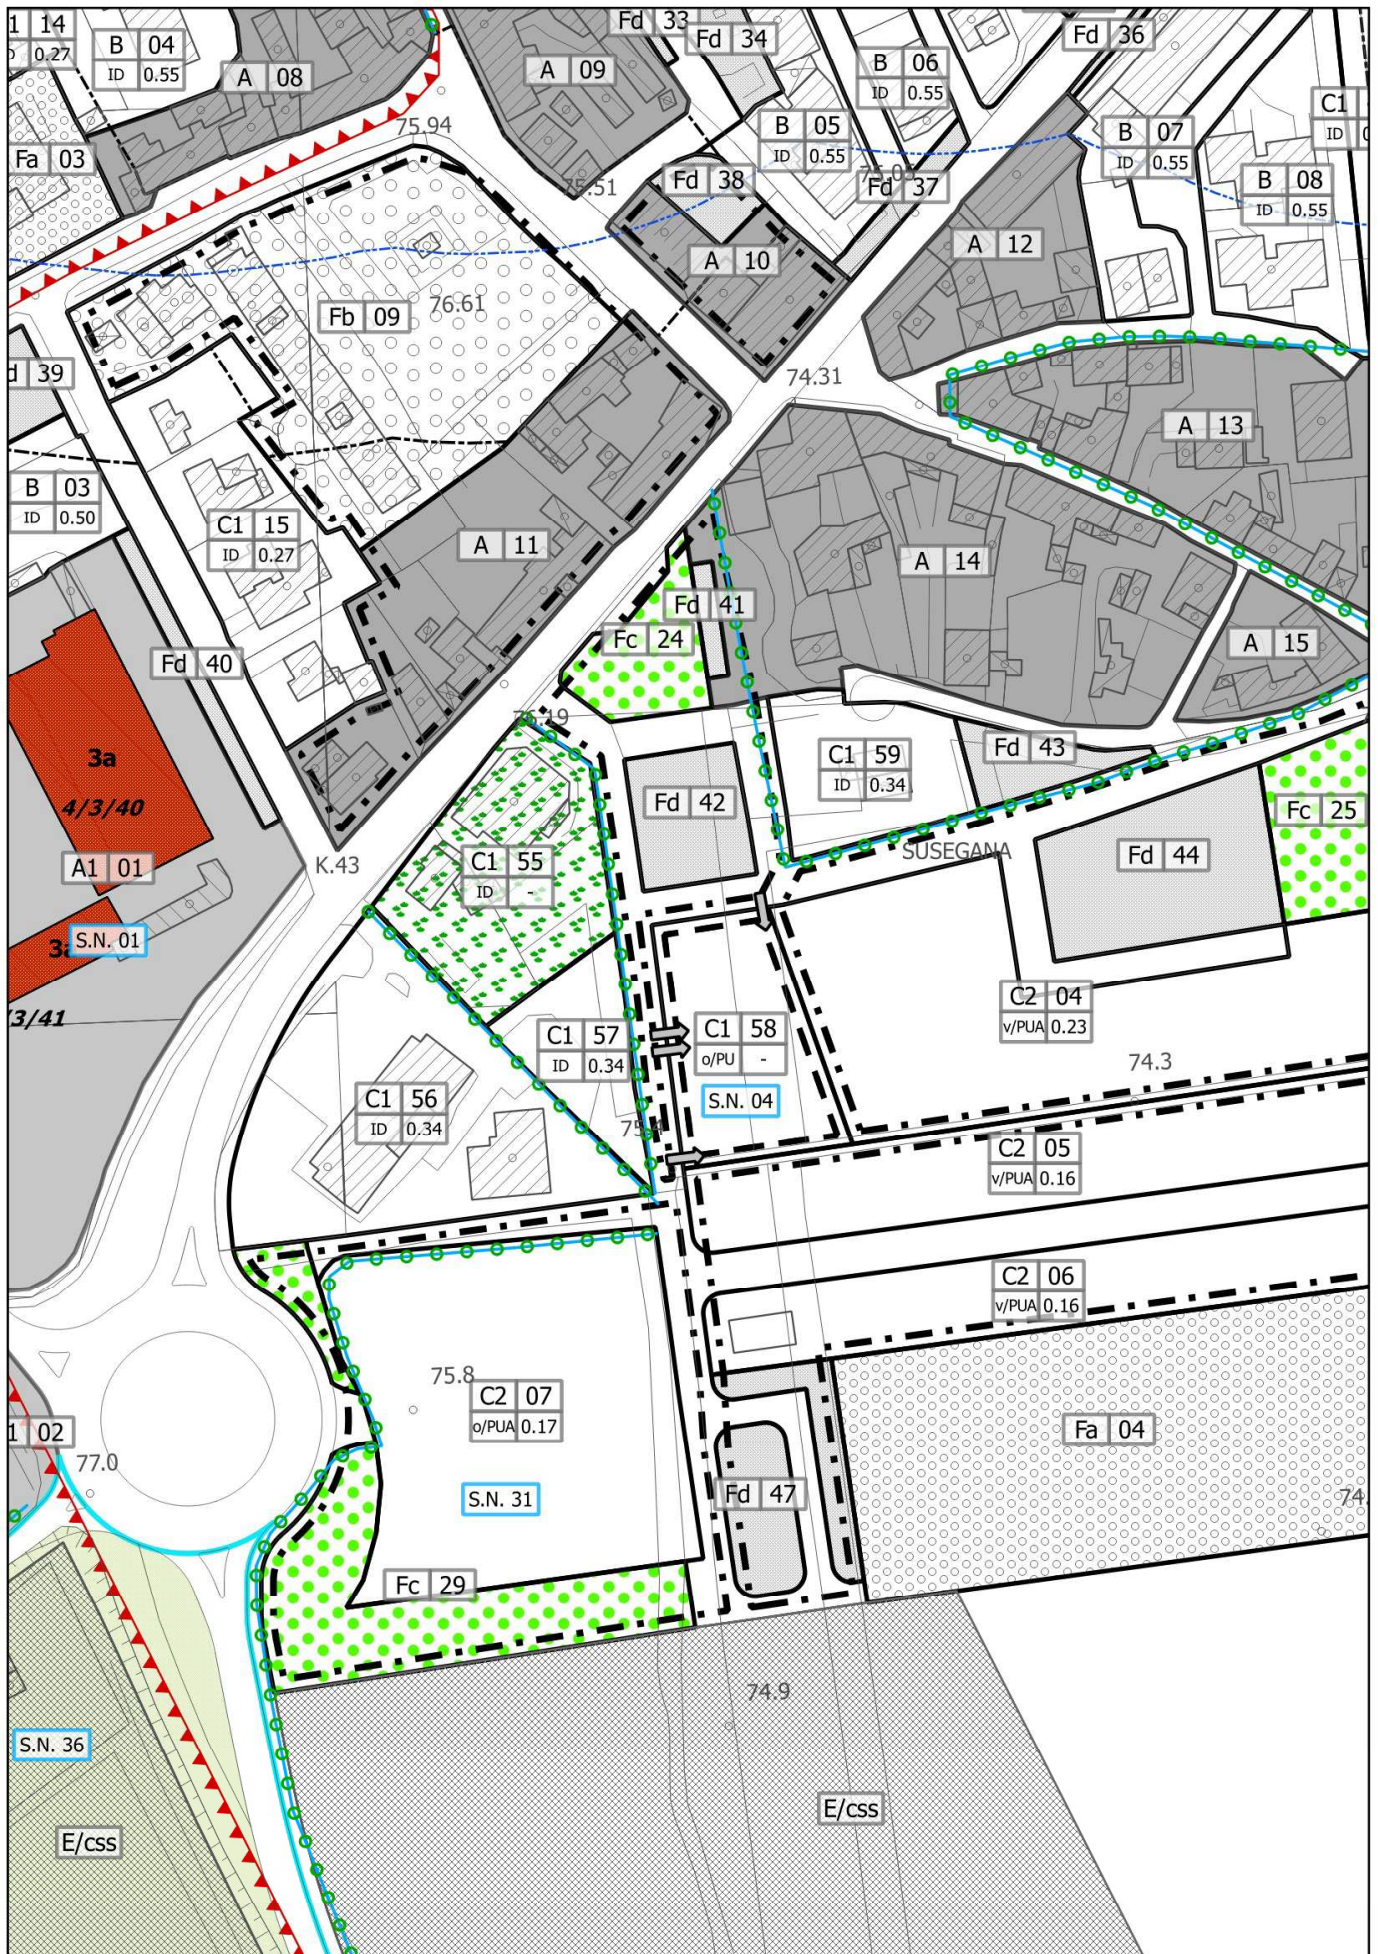 1 14
0.27
B 04
ID 0.55
A 08
A 09
Fd 33
Fd 34
Fd 36
B 06
ID 0.55
C1
ID
B 05
ID 0.55
B 07
ID 0.55
75.94
Fa 03
75.51
Fd 38
Fd 37
B 08
ID 0.55
A 12
A 10
Fb 09
76.61
d 39
74.31
A 13
B 03
ID 0.50
C1 15
ID 0.27
A 11
A 14
Fd 41
Fc 24
A 15
Fd 40
76.19
3a
4/3/40
C1 59
ID 0.34
Fd 43
Fd 42
Fc 25
SUSEGANA
Fd 44
A1 01
K.43
C1 55
ID -
3a
S.N. 01
/3/41
C2 04
v/PUA 0.23
C1 57
ID 0.34
C1 58
o/PU -
74.3
S.N. 04
C1 56
ID 0.34
75.4
C2 05
v/PUA 0.16
C2 06
v/PUA 0.16
75.8
C2 07
o/PUA 0.17
1 02
77.0
Fa 04
S.N. 31
Fd 47
74.
Fc 29
74.9
S.N. 36
E/css
E/css